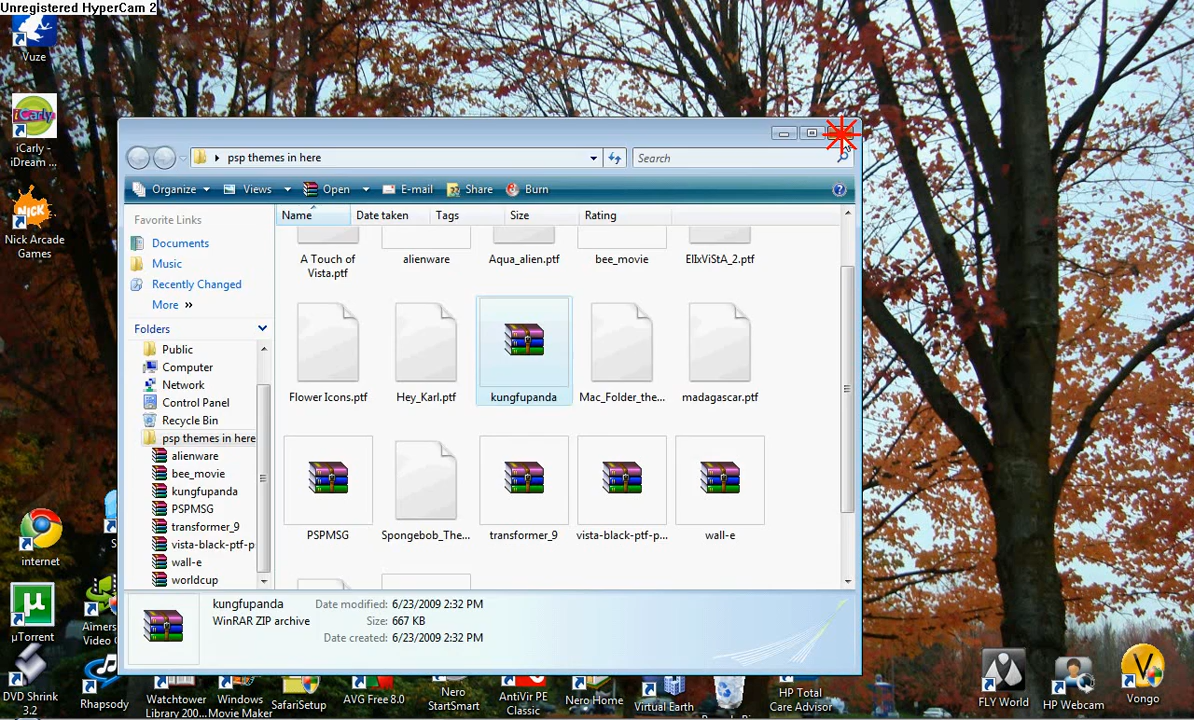 Unregistered HyperCam 2
Vuze
iCarly -
iDream ...
Nick Arcade
Games
internet
µTorrent
DVD Shrink
3.2
Aimers
Video
Rhapsody
psp themes in here
Search
Organize
Views
Open
E-mail
Share
Burn
Favorite Links
Documents
Music
Recently Changed
More »
Folders
Public
Computer
Network
Control Panel
Recycle Bin
psp themes in here
alienware
bee_movie
kungfupanda
PSPMSG
transformer_9
vista-black-ptf-p
wall-e
worldcup
Name
Date taken
Tags
Size
Rating
A Touch of
Vista.ptf
alienware
Aqua_alien.ptf
bee_movie
EIIxViStA_2.ptf
Flower Icons.ptf
Hey_Karl.ptf
kungfupanda
Mac_Folder_the...
madagascar.ptf
PSPMSG
Spongebob_The...
transformer_9
vista-black-ptf-p...
wall-e
kungfupanda
WinRAR ZIP archive
Date modified: 6/23/2009 2:32 PM
Size: 667 KB
Date created: 6/23/2009 2:32 PM
Watchtower
Library 200...
Windows
Movie Maker
SafariSetup
AVG Free 8.0
Nero
StartSmart
AntiVir PE
Classic
Nero Home
Virtual Earth
HP Total
Care Advisor
FLY World
HP Webcam
Vongo